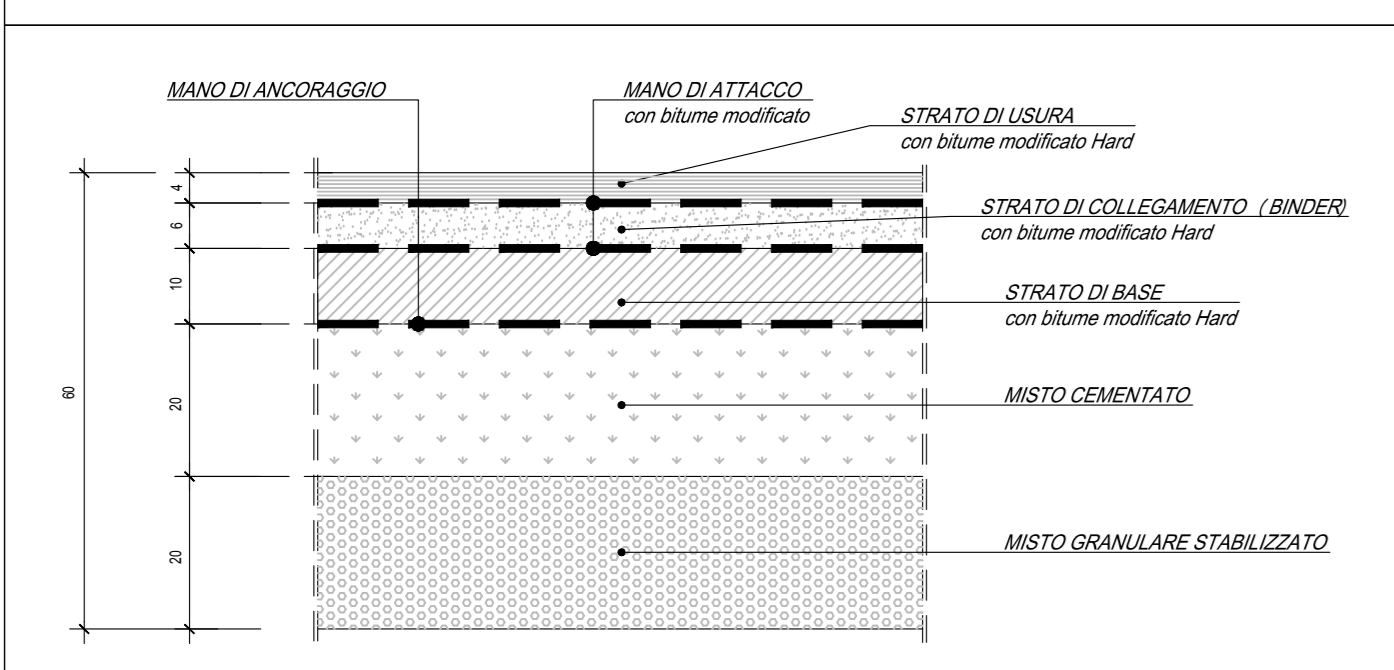 MANO DI ANCORAGGIO
MANO DI ATTACCO
con bitume modificato
STRATO DI USURA
con bitume modificato Hard
STRATO DI COLLEGAMENTO ( BINDER)
con bitume modificato Hard
STRATO DI BASE
con bitume modificato Hard
MISTO CEMENTATO
MISTO GRANULARE STABILIZZATO
4
6
10
20
20
60